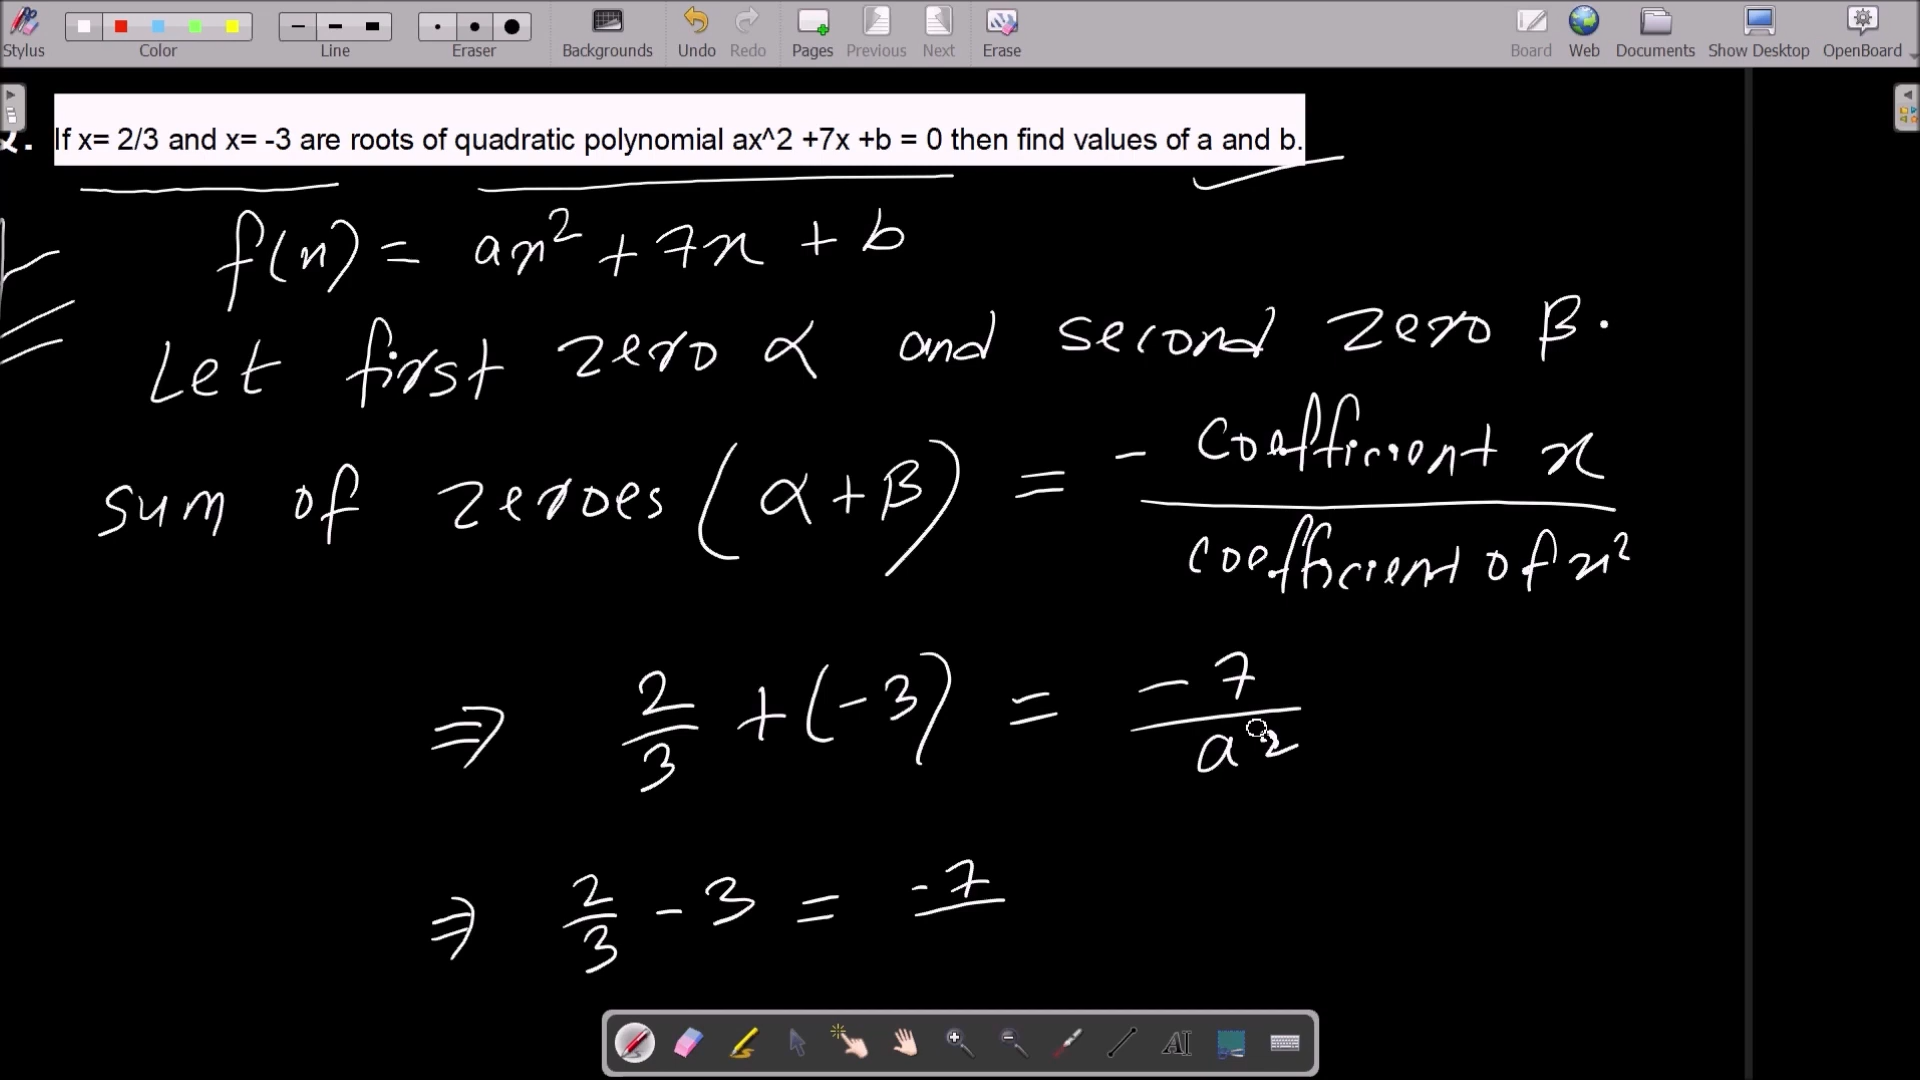 Stylus Color Line Eraser Backgrounds Undo Redo Pages Previous Next Erase Board Web Documents Show Desktop OpenBoard
If x= 2/3 and x= -3 are roots of quadratic polynomial ax^2 +7x +b = 0 then find values of a and b.
f(x) = ax² + 7x + b
Let first zero α and second zero β.
sum of zeroes (α+β) = - coefficient x / coefficient of x²
⇒ 2/3 + (-3) = -7/a²
⇒ 2/3 - 3 = -7
AI